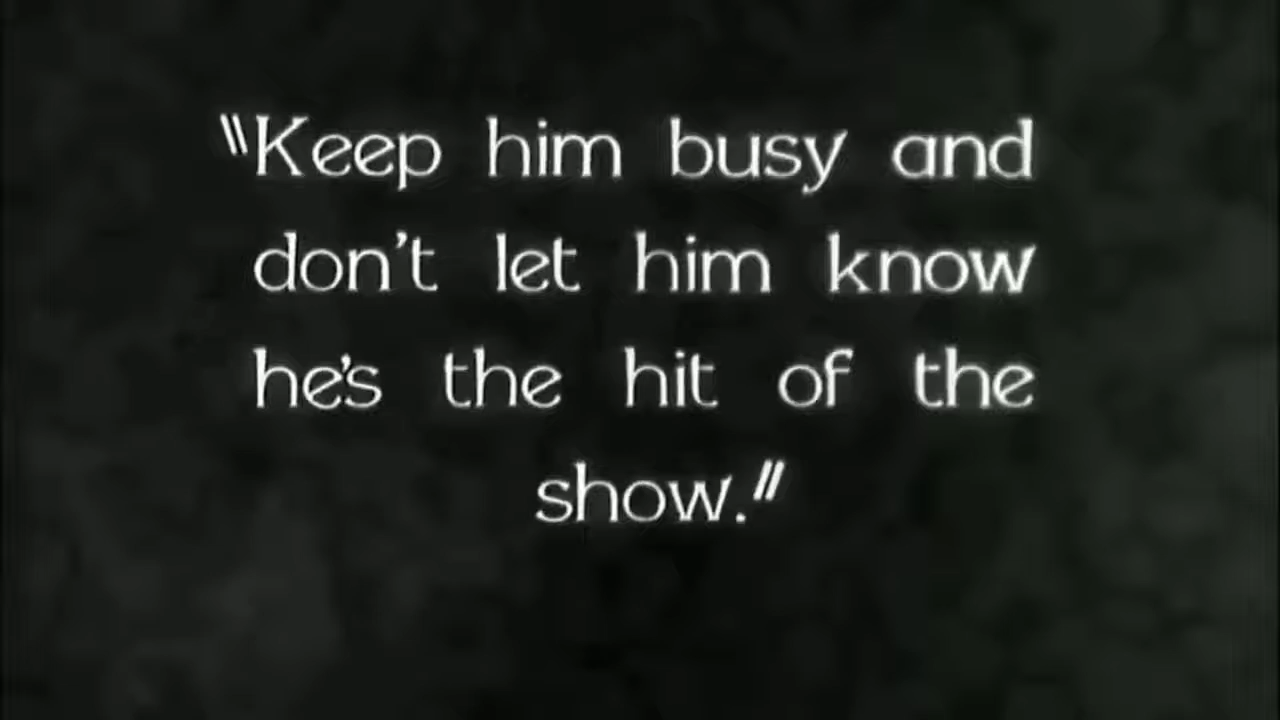 "Keep him busy and
don't let him know
he's the hit of the
show."